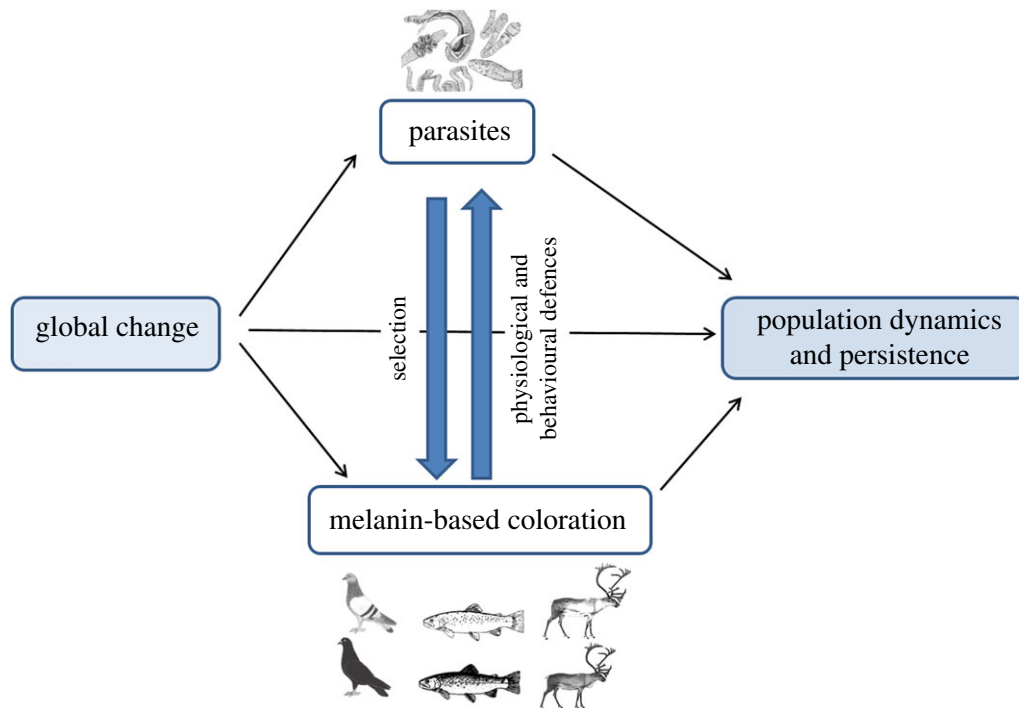 parasites
global change
selection
physiological and
behavioural defences
population dynamics
and persistence
melanin-based coloration